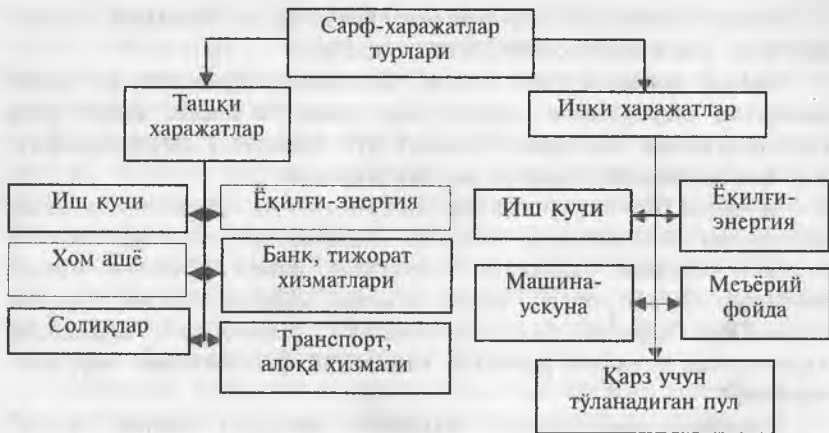 Сарф-харажатлар
турлари
Ташқи
харажатлар
Ички харажатлар
Иш кучи
Ёқилғи-энергия
Хом ашё
Банк, тижорат
хизматлари
Солиқлар
Транспорт,
алоқа хизмати
Иш кучи
Ёқилғи-
энергия
Машина-
ускуна
Меъёрий
фойда
Қарз учун
тўланадиган пул